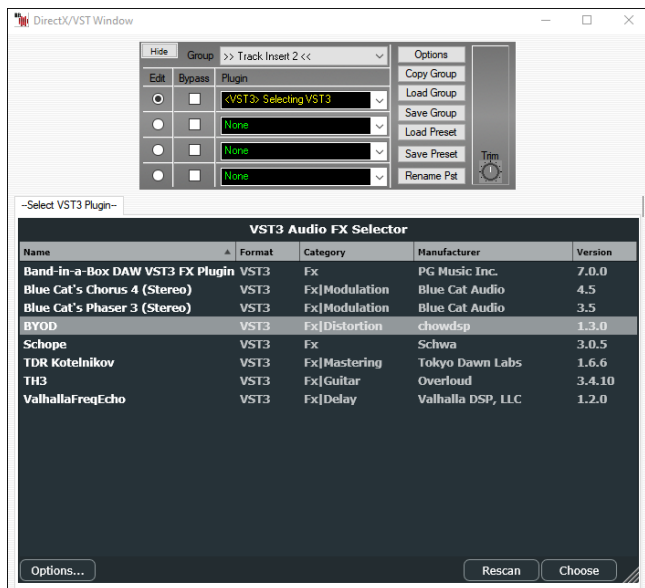 DirectX/VST Window
Hide Group >> Track Insert 2 << Options
Edit Bypass Plugin Copy Group
<VST3> Selecting VST3 Load Group
Save Group
None Load Preset
None Save Preset Trim
None Rename Pst
--Select VST3 Plugin--
VST3 Audio FX Selector
Name Format Category Manufacturer Version
Band-in-a-Box DAW VST3 FX Plugin VST3 Fx PG Music Inc. 7.0.0
Blue Cat's Chorus 4 (Stereo) VST3 Fx|Modulation Blue Cat Audio 4.5
Blue Cat's Phaser 3 (Stereo) VST3 Fx|Modulation Blue Cat Audio 3.5
BYOD VST3 Fx|Distortion chowdsp 1.3.0
Schope VST3 Fx Schwa 3.0.5
TDR Kotelnikov VST3 Fx|Mastering Tokyo Dawn Labs 1.6.6
TH3 VST3 Fx|Guitar Overloud 3.4.10
ValhallaFreqEcho VST3 Fx|Delay Valhalla DSP, LLC 1.2.0
Options... Rescan Choose